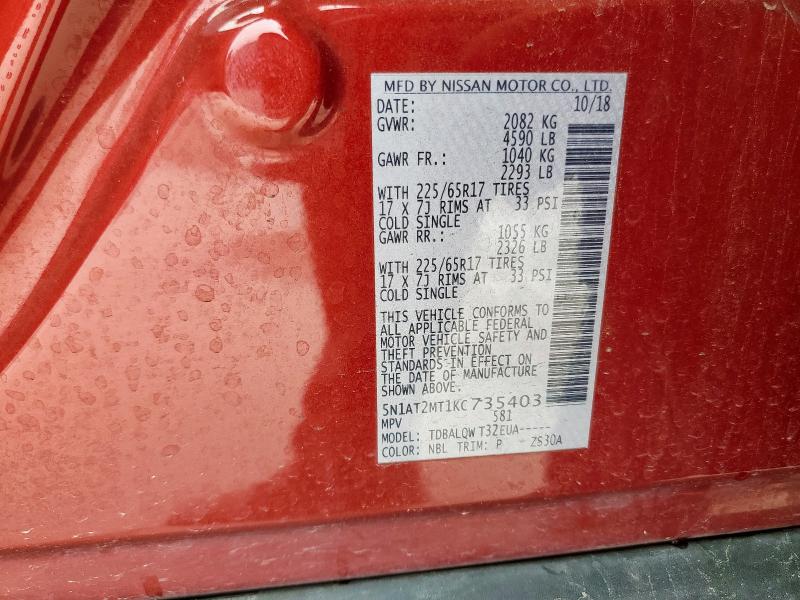 MFD BY NISSAN MOTOR CO., LTD.
DATE: 10/18
GVWR: 2082 KG
4590 LB
GAWR FR.: 1040 KG
2293 LB
WITH 225/65R17 TIRES
17 X 7J RIMS AT 33 PSI
COLD SINGLE
GAWR RR.: 1055 KG
2326 LB
WITH 225/65R17 TIRES
17 X 7J RIMS AT 33 PSI
COLD SINGLE
THIS VEHICLE CONFORMS TO
ALL APPLICABLE FEDERAL
MOTOR VEHICLE SAFETY AND
THEFT PREVENTION
STANDARDS IN EFFECT ON
THE DATE OF MANUFACTURE
SHOWN ABOVE.
5N1AT2MT1KC735403
MPV 581
MODEL: TDBALQW T32EUA-----
COLOR: NBL TRIM: P ZS30A